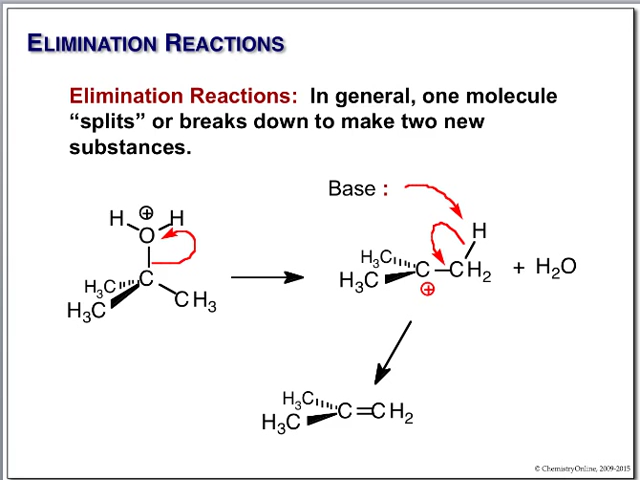 ELIMINATION REACTIONS
Elimination Reactions: In general, one molecule
“splits” or breaks down to make two new
substances.
Base :
H ⊕ H
O
H₃C C
H₃C CH₃
H
H₃C C—CH₂ + H₂O
H₃C ⊕
H₃C C=CH₂
H₃C
© ChemistryOnline, 2009-2015